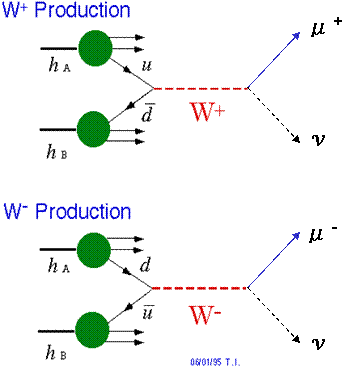 W+ Production
h A
u
μ +
d̅
W+
h B
ν
W- Production
h A
d
μ -
u̅
W-
h B
ν
06/01/95 T.I.